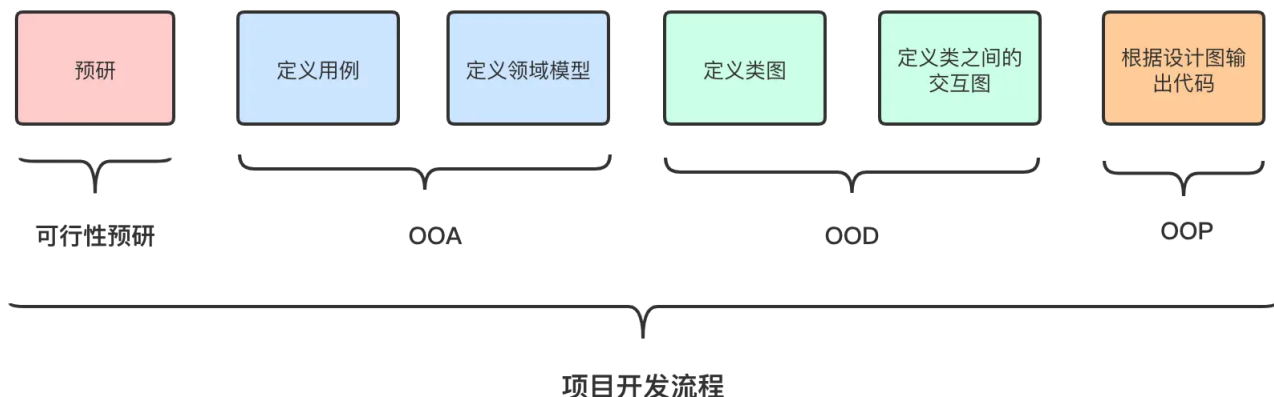 预研
定义用例
定义领域模型
定义类图
定义类之间的
交互图
根据设计图输
出代码
可行性预研
OOA
OOD
OOP
项目开发流程